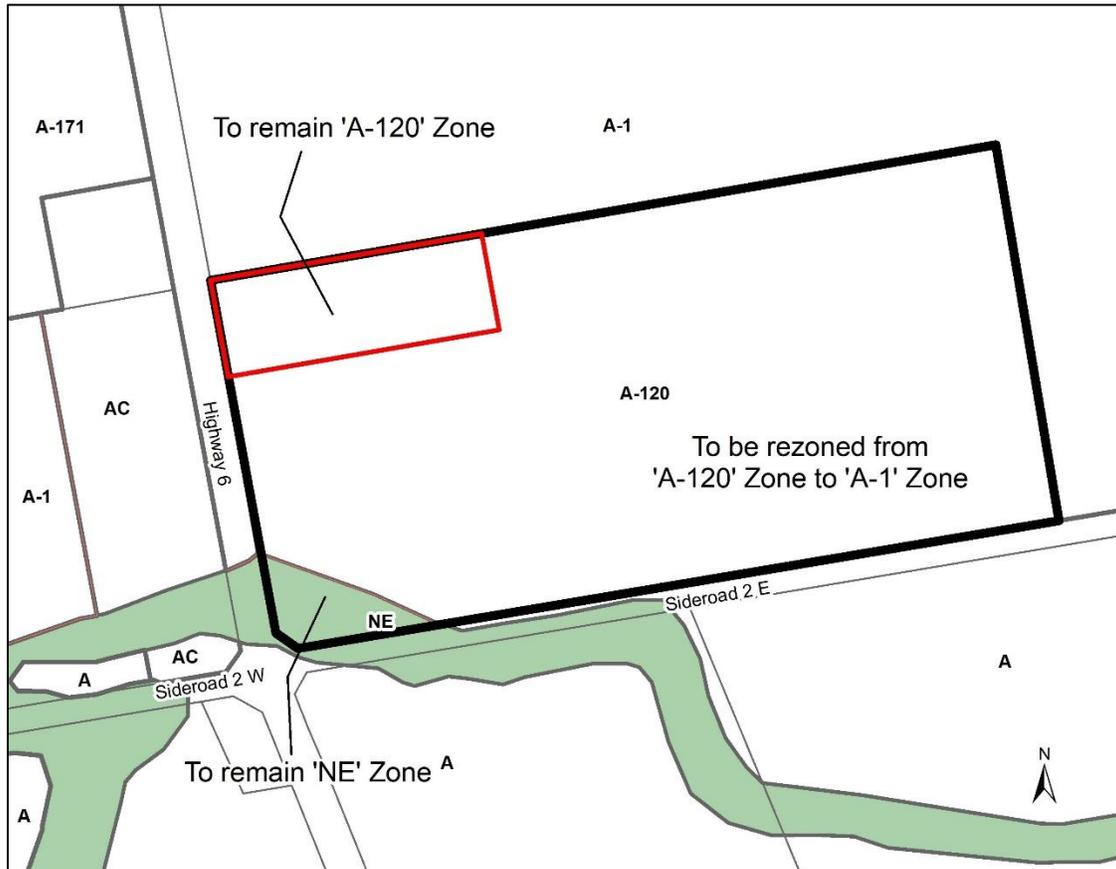 A-171
To remain 'A-120' Zone
A-1
AC
Highway 6
A-120
To be rezoned from
'A-120' Zone to 'A-1' Zone
A-1
Sideroad 2 E
NE
AC
A
Sideroad 2 W
A
To remain 'NE' Zone
A
N
A